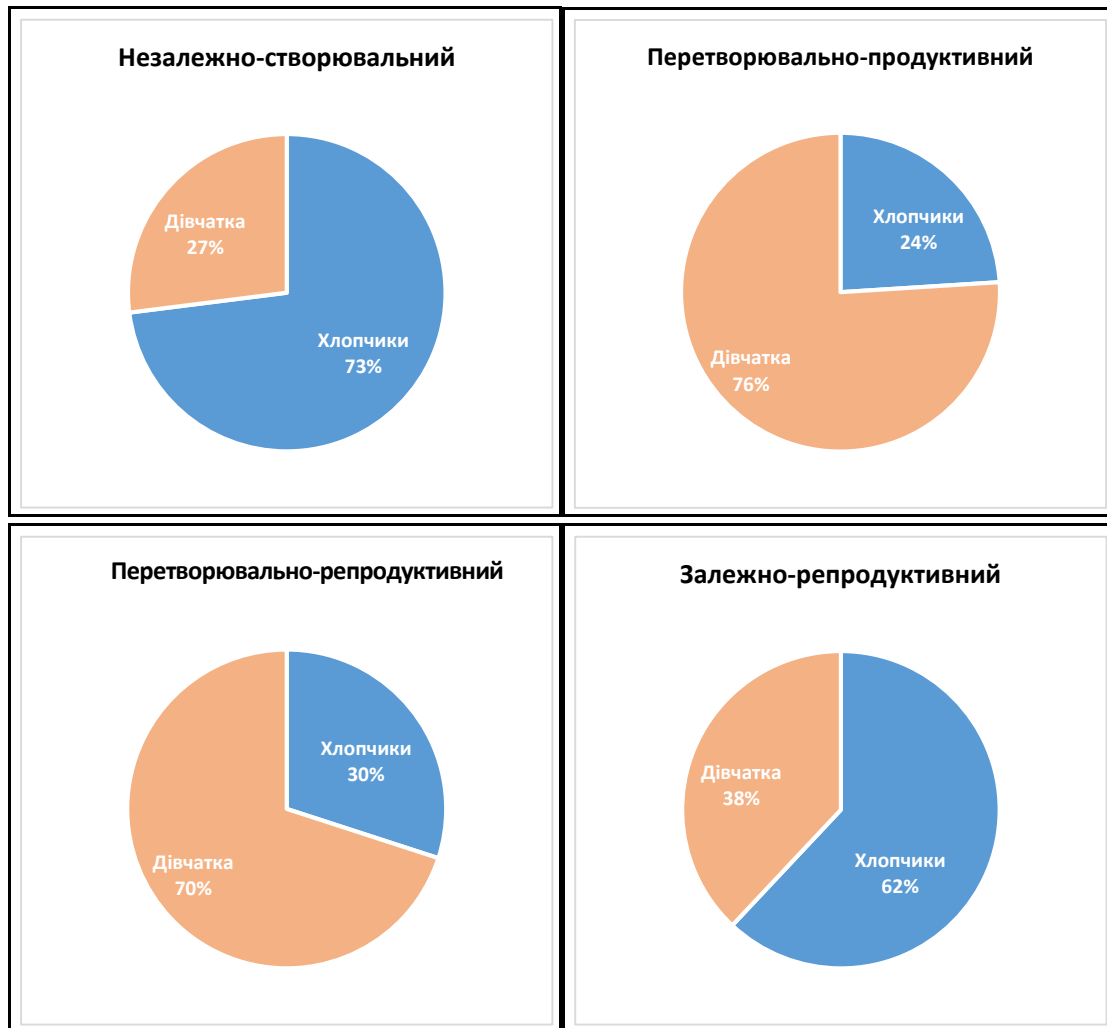 Незалежно-створювальний
Дівчатка
27%
Хлопчики
73%
Перетворювально-продуктивний
Хлопчики
24%
Дівчатка
76%
Перетворювально-репродуктивний
Хлопчики
30%
Дівчатка
70%
Залежно-репродуктивний
Дівчатка
38%
Хлопчики
62%